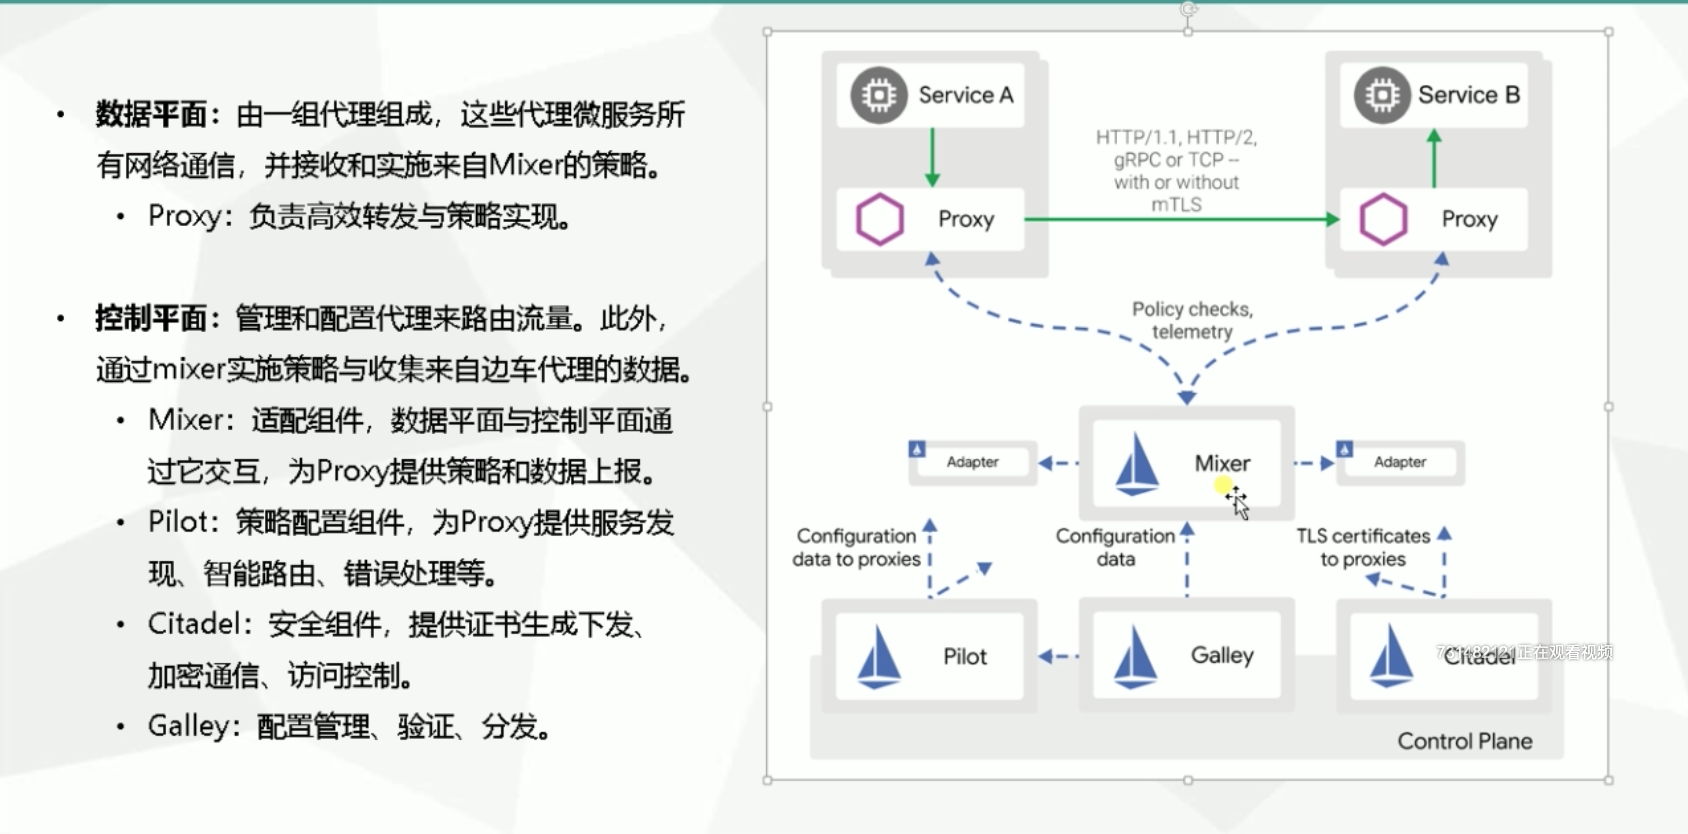 • 数据平面：由一组代理组成，这些代理微服务所
有网络通信，并接收和实施来自Mixer的策略。
• Proxy：负责高效转发与策略实现。
• 控制平面：管理和配置代理来路由流量。此外，
通过mixer实施策略与收集来自边车代理的数据。
• Mixer：适配组件，数据平面与控制平面通
过它交互，为Proxy提供策略和数据上报。
• Pilot：策略配置组件，为Proxy提供服务发
现、智能路由、错误处理等。
• Citadel：安全组件，提供证书生成下发、
加密通信、访问控制。
• Galley：配置管理、验证、分发。
Service A
Service B
HTTP/1.1, HTTP/2,
gRPC or TCP --
with or without
mTLS
Proxy
Proxy
Policy checks,
telemetry
Adapter
Mixer
Adapter
Configuration
data to proxies
Configuration
data
TLS certificates
to proxies
Pilot
Galley
Citadel
正在观看视频
Control Plane